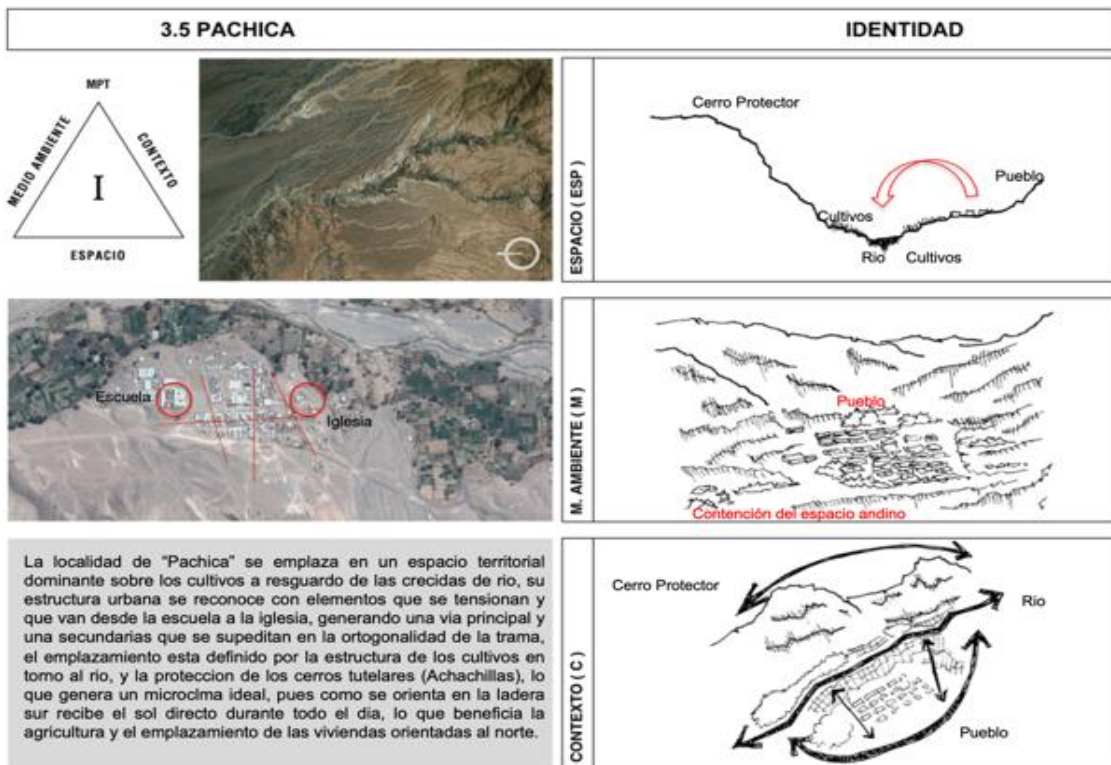 3.5 PACHICA
IDENTIDAD
MPT
MEDIO AMBIENTE
CONTEXTO
I
ESPACIO
ESPACIO ( ESP )
Cerro Protector
Pueblo
Cultivos
Rio
Cultivos
Escuela
Iglesia
M. AMBIENTE ( M )
Pueblo
Contención del espacio andino
La localidad de "Pachica" se emplaza en un espacio territorial
dominante sobre los cultivos a resguardo de las crecidas de rio, su
estructura urbana se reconoce con elementos que se tensionan y
que van desde la escuela a la iglesia, generando una via principal y
una secundarias que se supeditan en la ortogonalidad de la trama,
el emplazamiento esta definido por la estructura de los cultivos en
torno al rio, y la proteccion de los cerros tutelares (Achachillas), lo
que genera un microclma ideal, pues como se orienta en la ladera
sur recibe el sol directo durante todo el dia, lo que beneficia la
agricultura y el emplazamiento de las viviendas orientadas al norte.
CONTEXTO ( C )
Cerro Protector
Rio
Pueblo